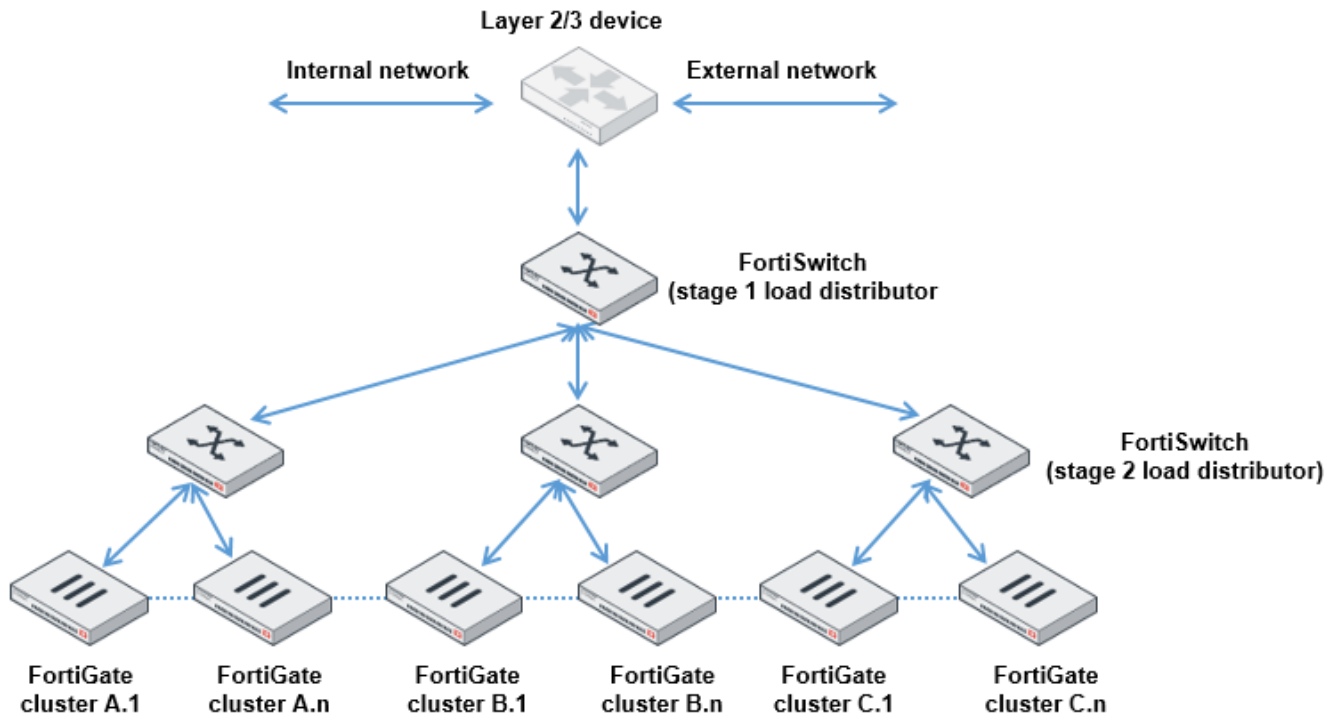 Layer 2/3 device
Internal network
External network
FortiSwitch
(stage 1 load distributor
FortiSwitch
(stage 2 load distributor)
FortiGate
cluster A.1
FortiGate
cluster A.n
FortiGate
cluster B.1
FortiGate
cluster B.n
FortiGate
cluster C.1
FortiGate
cluster C.n